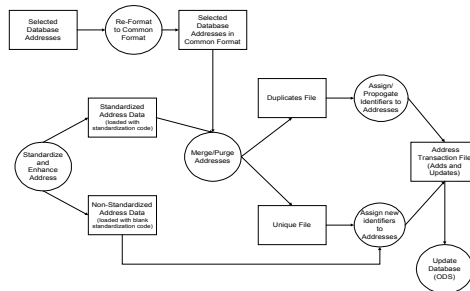 Selected
Database
Addresses
Re-Format
to Common
Format
Selected
Database
Addresses in
Common Format
Standardized
Address Data
(loaded with
standardization code)
Duplicates File
Assign/
Propogate
Identifiers to
Addresses
Standardize
and
Enhance
Address
Merge/Purge
Addresses
Address
Transaction File
(Adds and
Updates)
Non-Standardized
Address Data
(loaded with blank
standardization code)
Unique File
Assign new
identifiers
to
Addresses
Update
Database
(ODS)